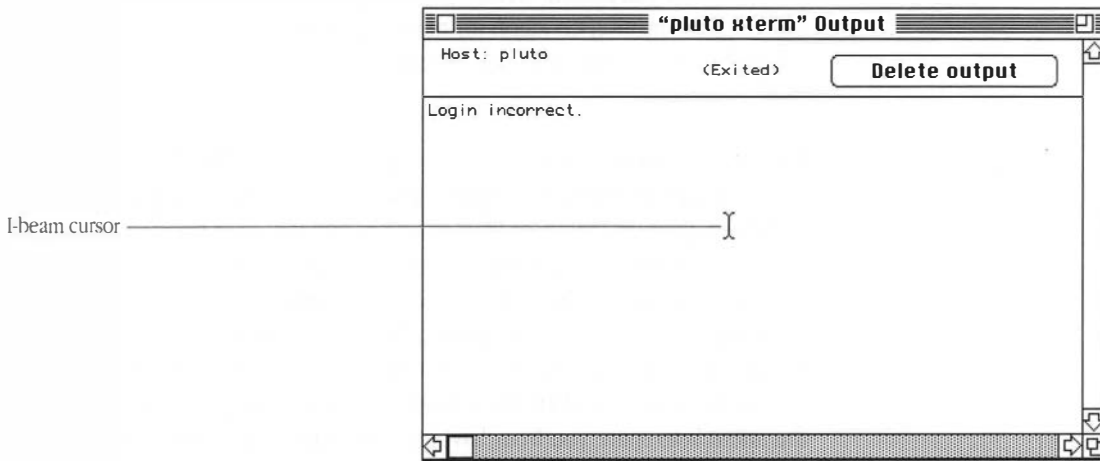 “pluto xterm” Output
Host: pluto
(Exited)
Delete output
Login incorrect.
I-beam cursor